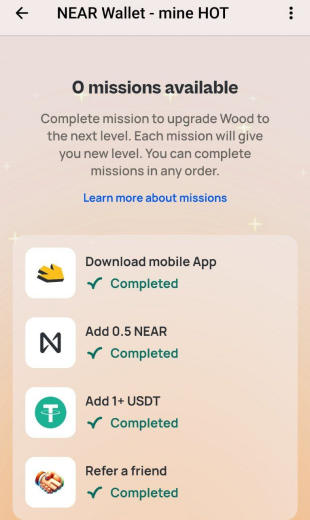 NEAR Wallet - mine HOT
0 missions available
Complete mission to upgrade Wood to
the next level. Each mission will give
you new level. You can complete
missions in any order.
Learn more about missions
Download mobile App
Completed
Add 0.5 NEAR
Completed
Add 1+ USDT
Completed
Refer a friend
Completed